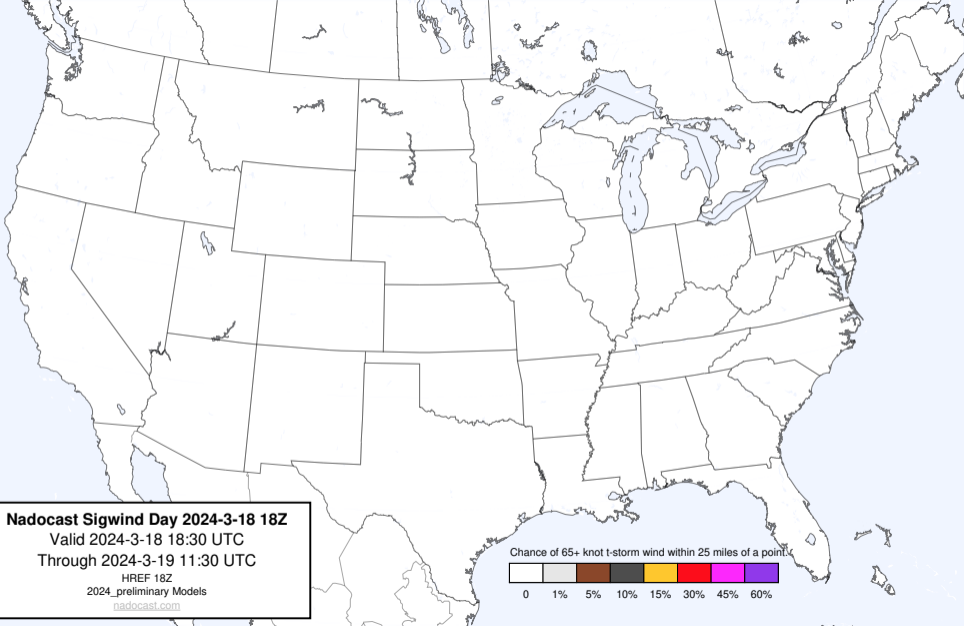 Nadocast Sigwind Day 2024-3-18 18Z
Valid 2024-3-18 18:30 UTC
Through 2024-3-19 11:30 UTC
HREF 18Z
2024_preliminary Models
nadocast.com
Chance of 65+ knot t-storm wind within 25 miles of a point.
0 1% 5% 10% 15% 30% 45% 60%